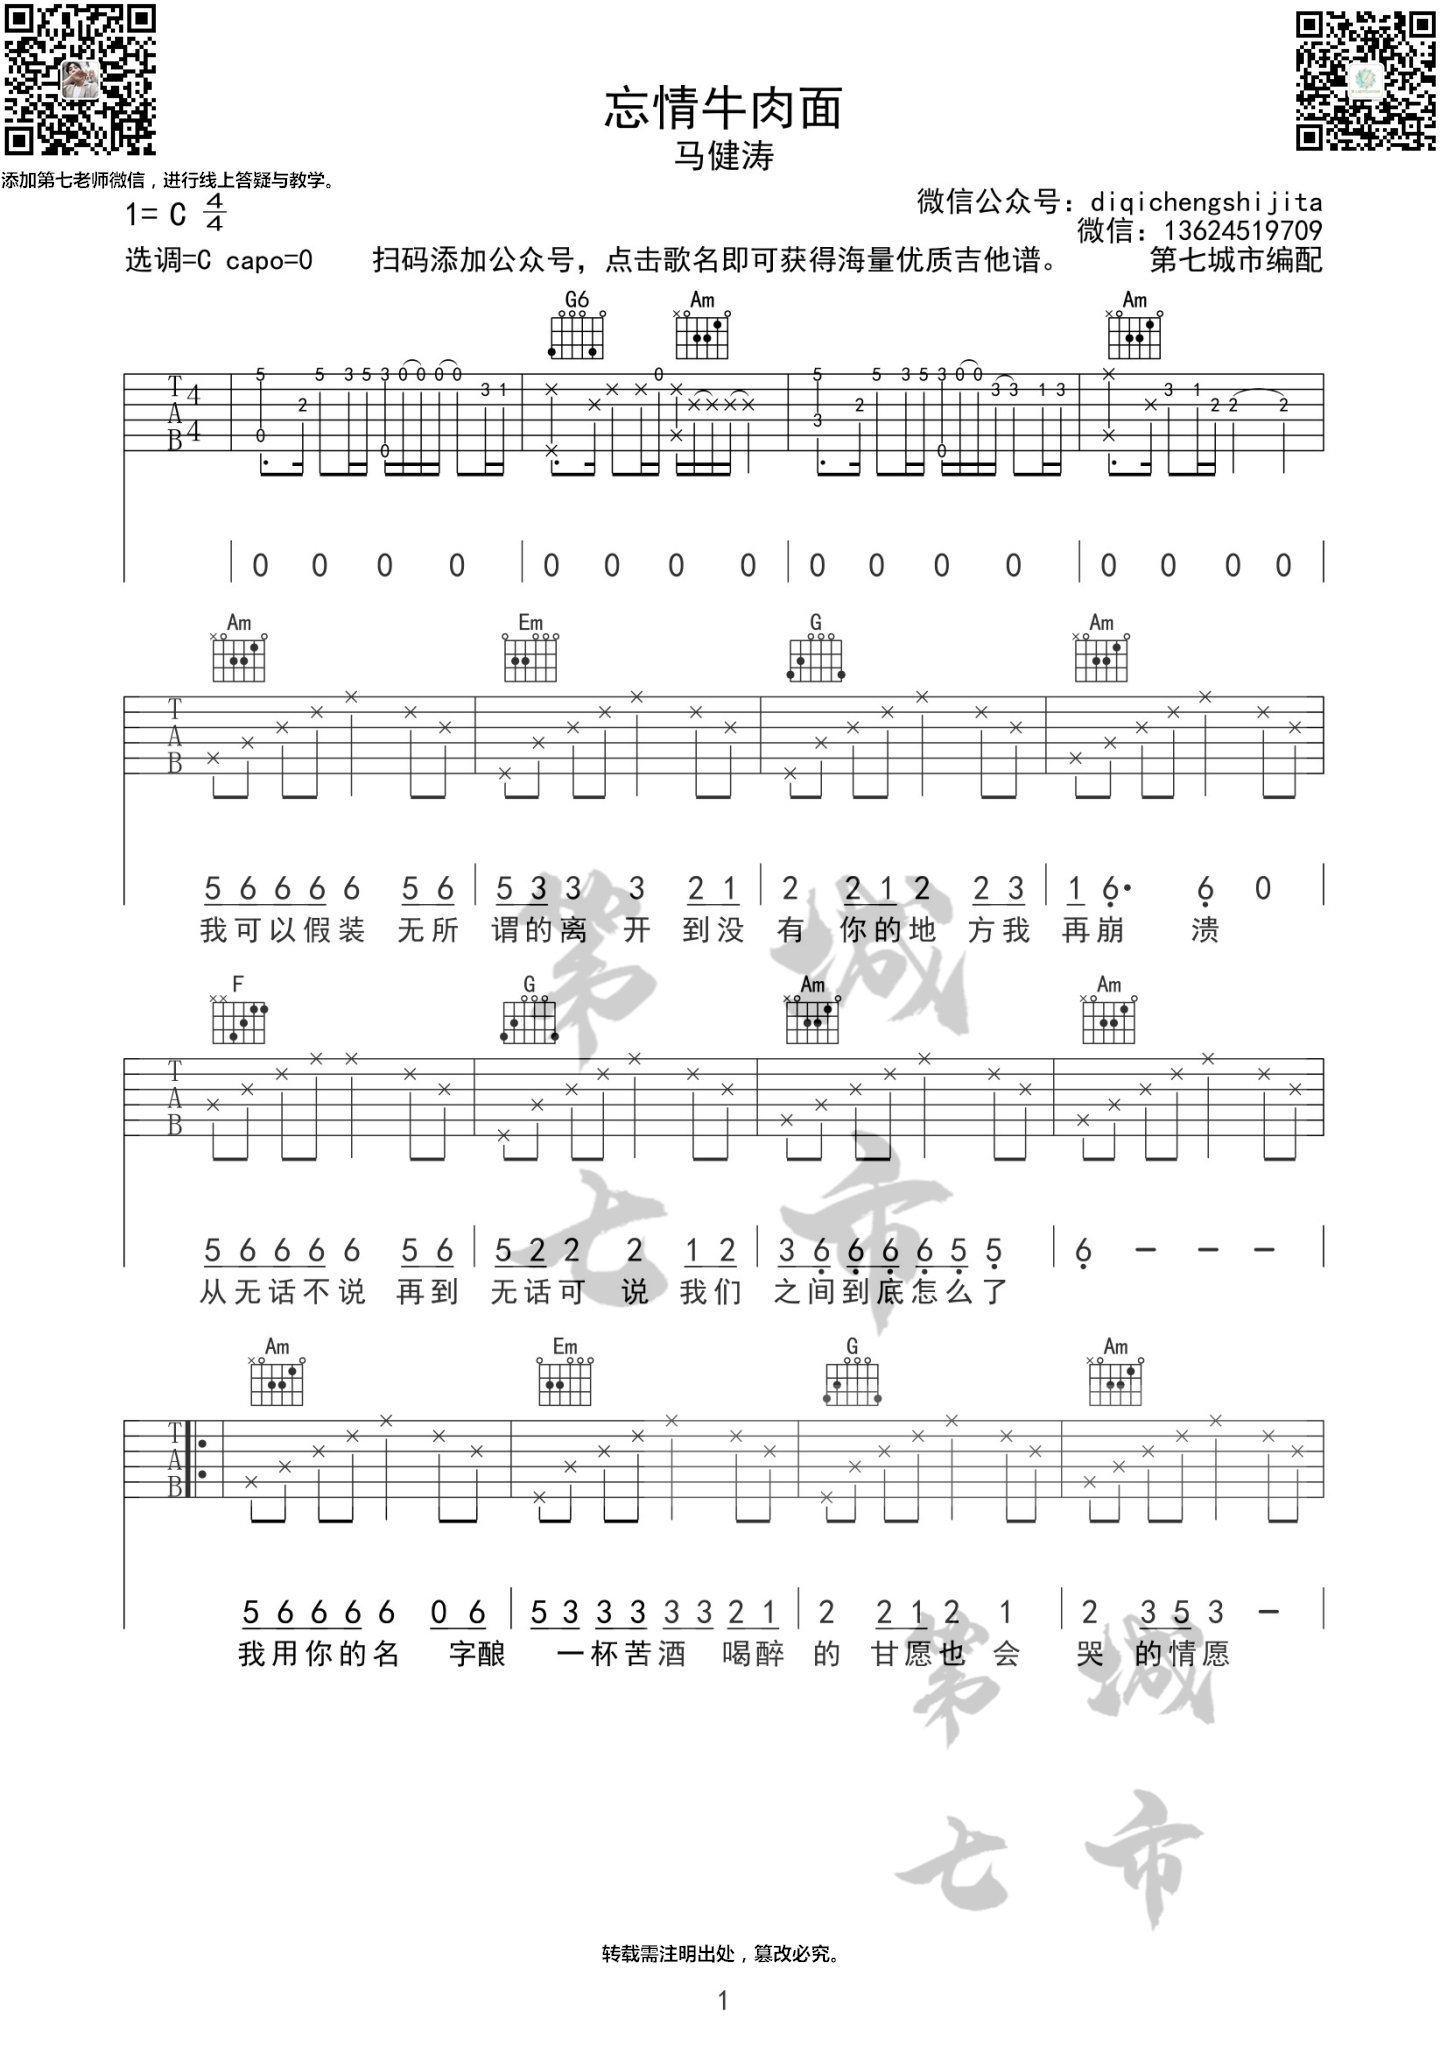 忘情牛肉面
马健涛
添加第七老师微信，进行线上答疑与教学。
1= C 4/4
微信公众号：diqichengshijita
微信：13624519709
选调=C capo=0 扫码添加公众号，点击歌名即可获得海量优质吉他谱。 第七城市编配
G6 Am Am
T A B 4 4
5 0 2 5 3 5 3 0 0 0 0 0 3 1 0 5 3 2 5 3 5 3 0 0 0 3 3 1 3 3 1 2 2 2
0 0 0 0 0 0 0 0 0 0 0 0 0 0 0 0
Am Em G Am
T A B
5 6 6 6 6 5 6 5 3 3 3 2 1 2 2 1 2 2 3 1 6· 6 0
我可以假装 无所 谓的离 开 到没 有 你的地 方我 再崩 溃
F G Am Am
T A B
5 6 6 6 6 5 6 5 2 2 2 1 2 3 6 6 6 6 5 5 6 - - -
从无话不说 再到 无话可 说 我们 之间到底怎么了
Am Em G Am
T A B
5 6 6 6 6 0 6 5 3 3 3 3 3 2 1 2 2 1 2 1 2 3 5 3 -
我用你的名 字酿 一杯苦酒 喝醉 的 甘愿也 会 哭 的情愿
第 城
七 市
第 城
七 市
转载需注明出处，篡改必究。
1